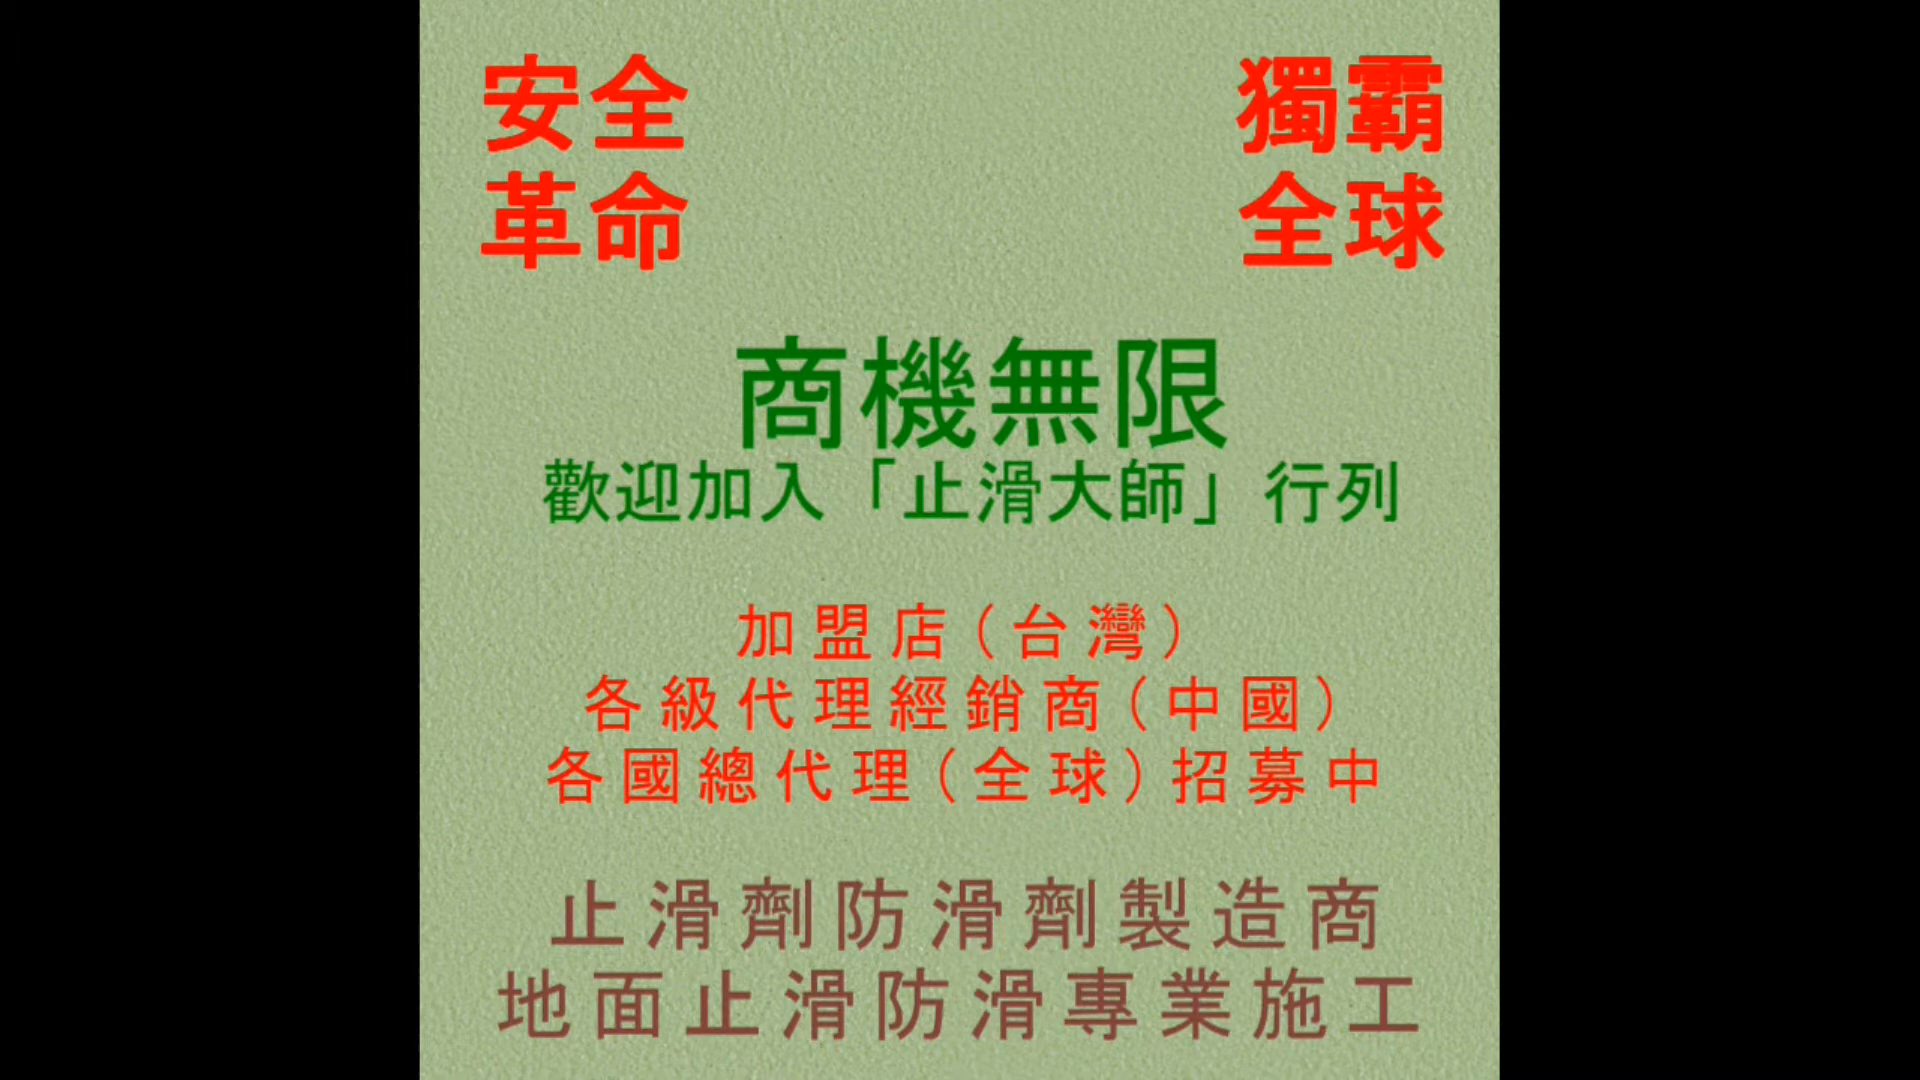 安全
革命
獨霸
全球
商機無限
歡迎加入「止滑大師」行列
加盟店(台灣)
各級代理經銷商(中國)
各國總代理(全球)招募中
止滑劑防滑劑製造商
地面止滑防滑專業施工